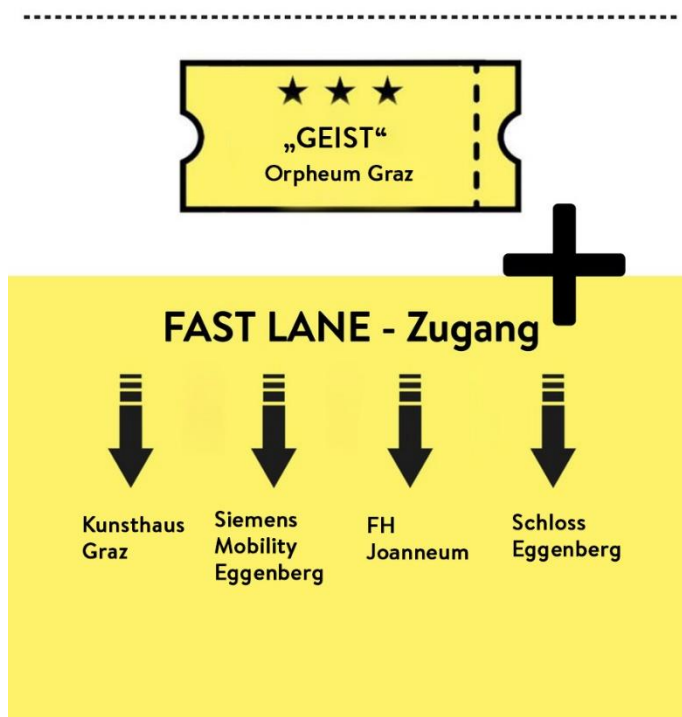 „GEIST“
Orpheum Graz
FAST LANE - Zugang
Kunsthaus
Graz
Siemens
Mobility
Eggenberg
FH
Joanneum
Schloss
Eggenberg